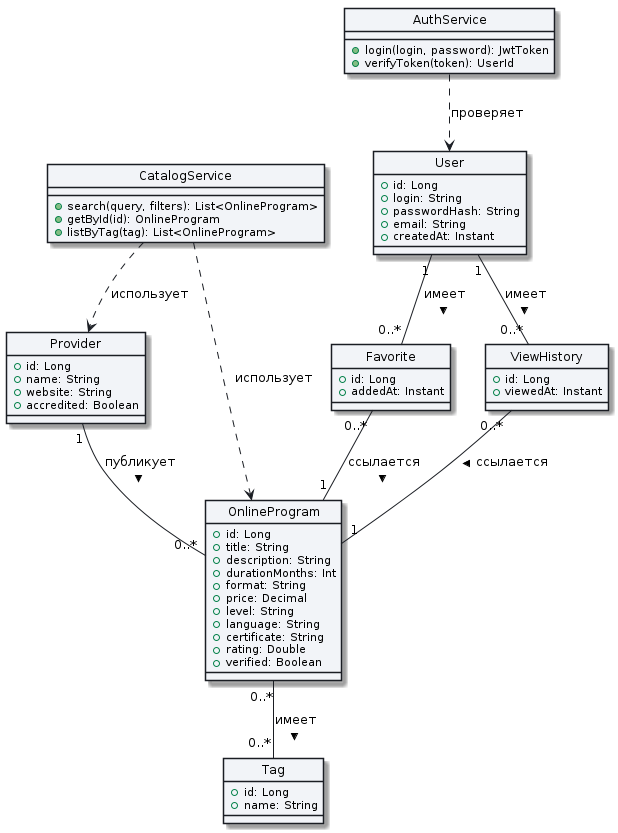 AuthService
login(login, password): JwtToken
verifyToken(token): UserId
проверяет
User
id: Long
login: String
passwordHash: String
email: String
createdAt: Instant
CatalogService
search(query, filters): List<OnlineProgram>
getById(id): OnlineProgram
listByTag(tag): List<OnlineProgram>
1
1
использует
имеет
имеет
0..*
0..*
Provider
id: Long
name: String
website: String
accredited: Boolean
Favorite
id: Long
addedAt: Instant
ViewHistory
id: Long
viewedAt: Instant
использует
1
0..*
0..*
публикует
ссылается
ссылается
1
1
0..*
OnlineProgram
id: Long
title: String
description: String
durationMonths: Int
format: String
price: Decimal
level: String
language: String
certificate: String
rating: Double
verified: Boolean
0..*
имеет
0..*
Tag
id: Long
name: String